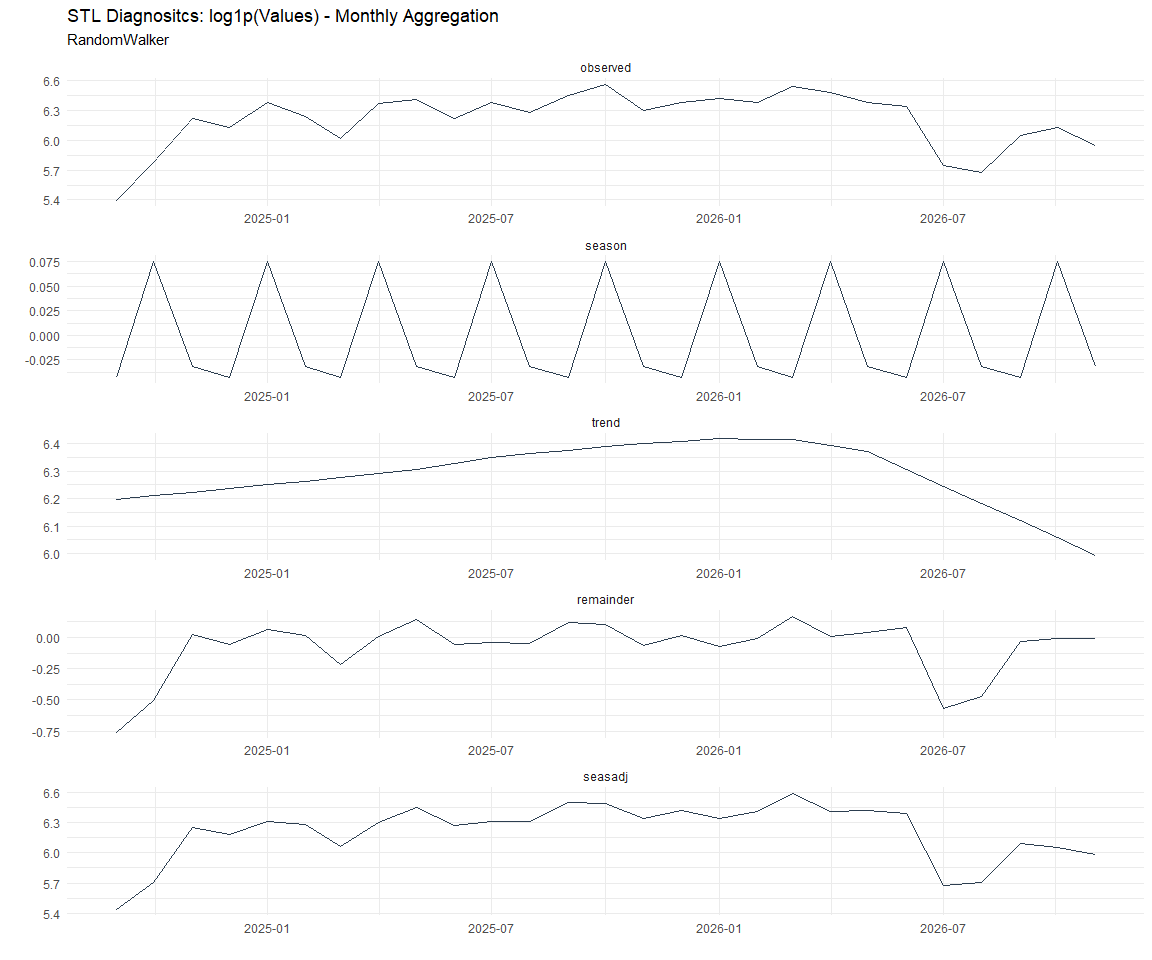 STL Diagnositcs: log1p(Values) - Monthly Aggregation
RandomWalker
observed
6.6
6.3
6.0
5.7
5.4
2025-01 2025-07 2026-01 2026-07
season
0.075
0.050
0.025
0.000
-0.025
2025-01 2025-07 2026-01 2026-07
trend
6.4
6.3
6.2
6.1
6.0
2025-01 2025-07 2026-01 2026-07
remainder
0.00
-0.25
-0.50
-0.75
2025-01 2025-07 2026-01 2026-07
seasadj
6.6
6.3
6.0
5.7
5.4
2025-01 2025-07 2026-01 2026-07